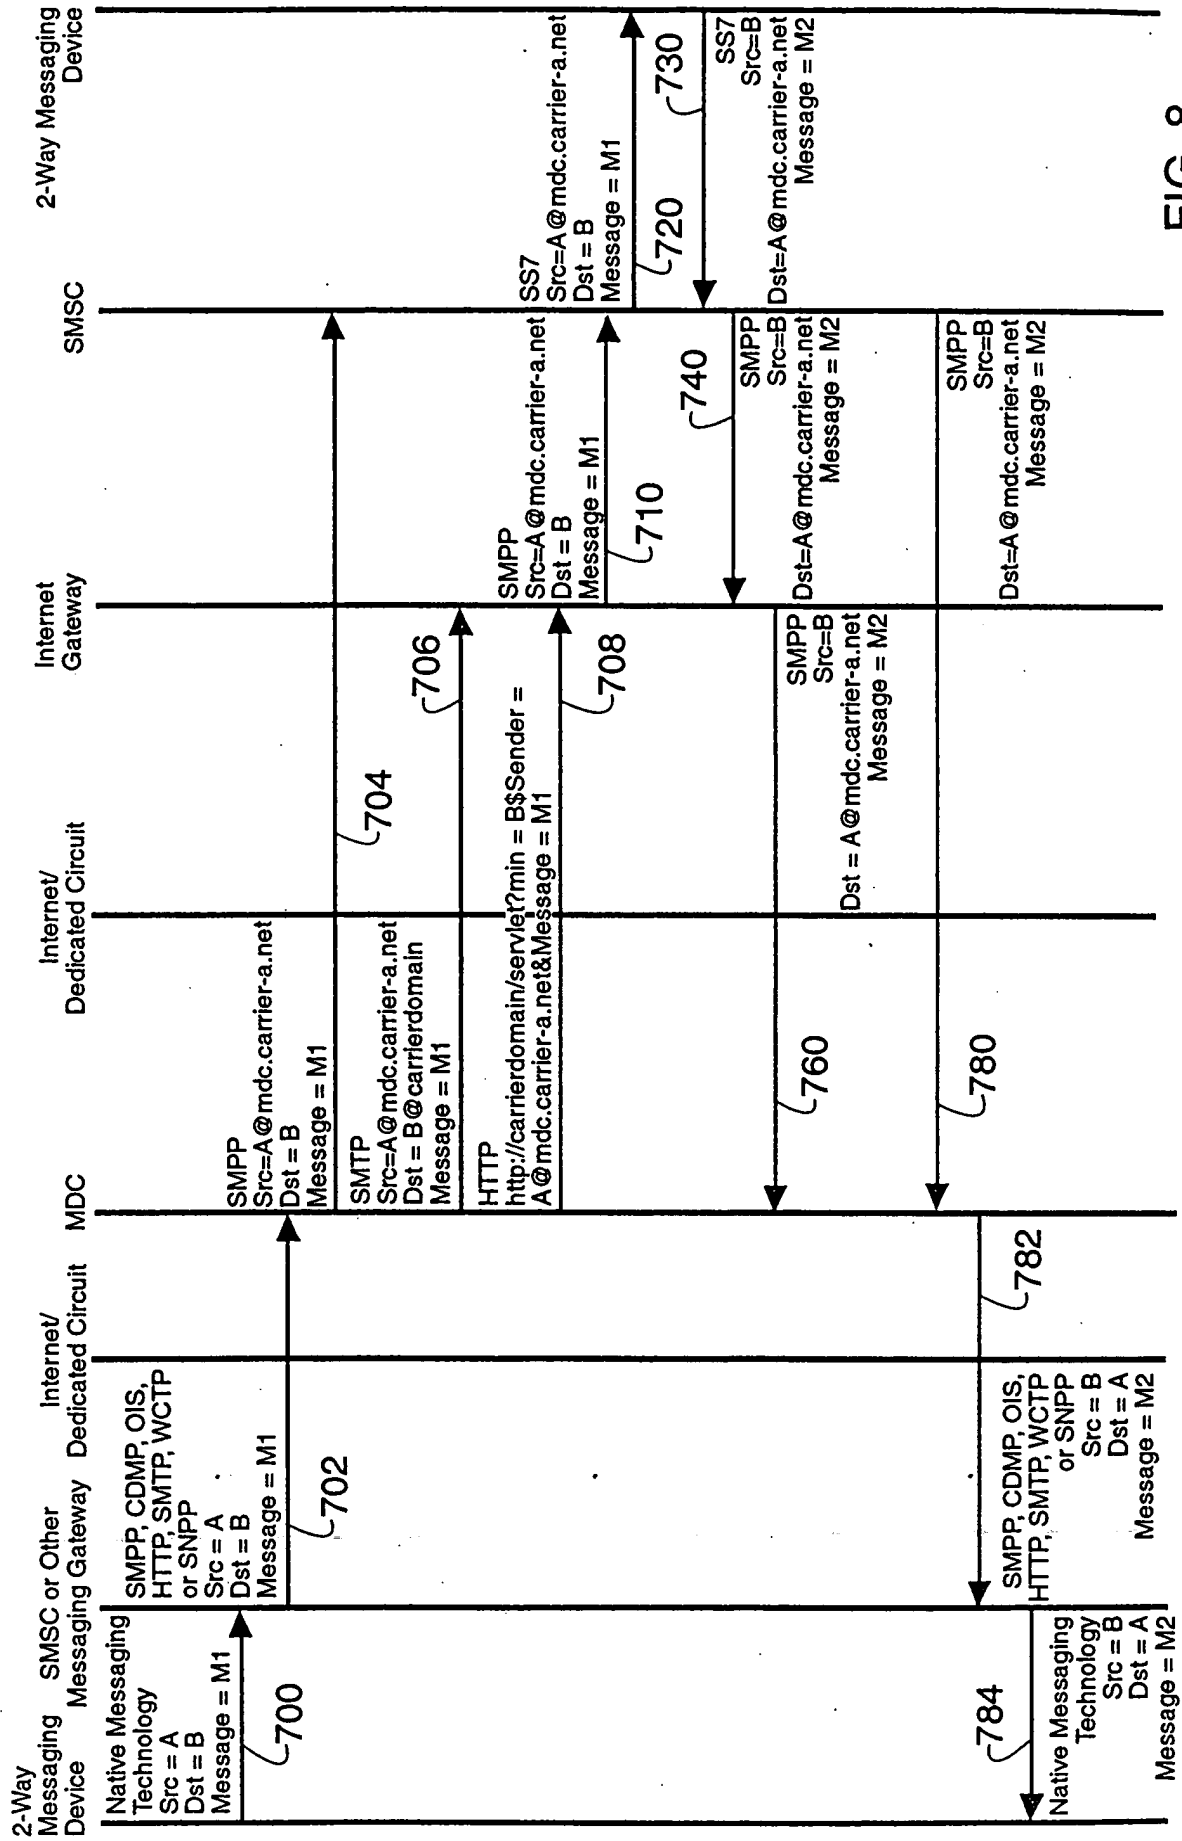 2-Way
Messaging
Device
SMSC or Other
Messaging Gateway
Internet/
Dedicated Circuit
MDC
Internet/
Dedicated Circuit
Internet
Gateway
SMSC
2-Way Messaging
Device
Native Messaging
Technology
Src = A
Dst = B
Message = M1
700
SMPP, CDMP, OIS,
HTTP, SMTP, WCTP
or SNPP
Src = A
Dst = B
Message = M1
702
SMPP
Src=A@mdc.carrier-a.net
Dst = B
Message = M1
704
SMTP
Src=A@mdc.carrier-a.net
Dst = B@carrierdomain
Message = M1
706
HTTP
http://carrierdomain/servlet?min = B$Sender =
A@mdc.carrier-a.net&Message = M1
708
SMPP
Src=A@mdc.carrier-a.net
Dst = B
Message = M1
710
SS7
Src=A@mdc.carrier-a.net
Dst = B
Message = M1
720
730
SS7
Src=B
Dst=A@mdc.carrier-a.net
Message = M2
740
SMPP
Src=B
Dst=A@mdc.carrier-a.net
Message = M2
SMPP
Src=B
Dst = A@mdc.carrier-a.net
Message = M2
760
SMPP
Src=B
Dst=A@mdc.carrier-a.net
Message = M2
780
782
SMPP, CDMP, OIS,
HTTP, SMTP, WCTP
or SNPP
Src = B
Dst = A
Message = M2
784
Native Messaging
Technology
Src = B
Dst = A
Message = M2
FIG. 8